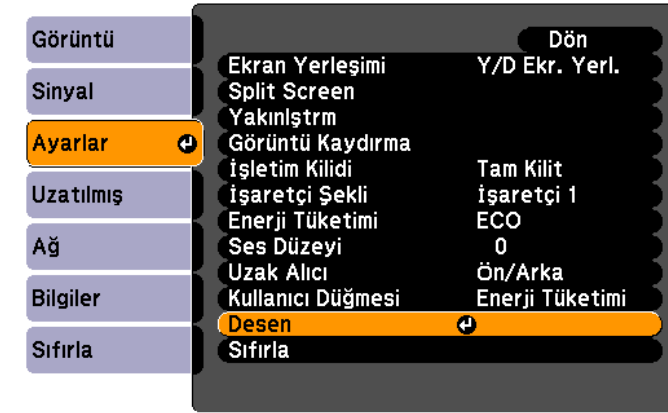 Görüntü
Sinyal
Ayarlar
Uzatılmış
Ağ
Bilgiler
Sıfırla
Dön
Ekran Yerleşimi Y/D Ekr. Yerl.
Split Screen
Yakınlştrm
Görüntü Kaydırma
İşletim Kilidi Tam Kilit
İşaretçi Şekli İşaretçi 1
Enerji Tüketimi ECO
Ses Düzeyi 0
Uzak Alıcı Ön/Arka
Kullanıcı Düğmesi Enerji Tüketimi
Desen
Sıfırla